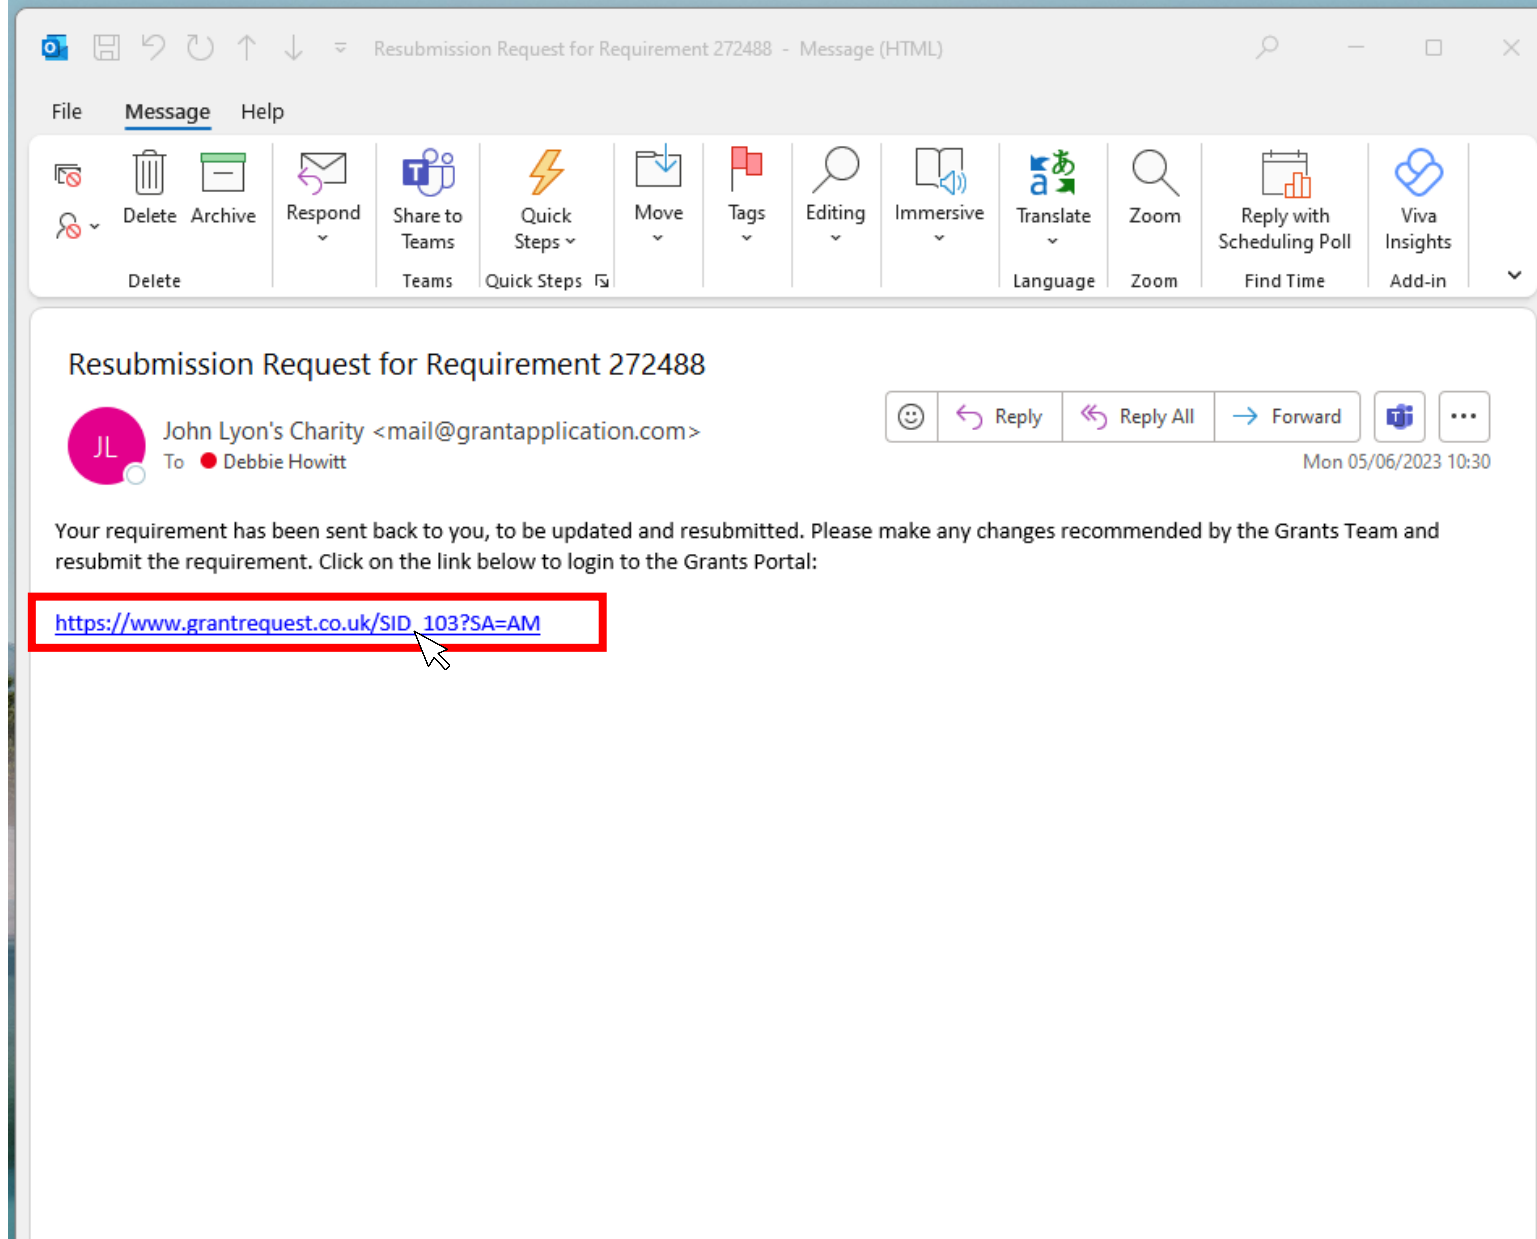 Resubmission Request for Requirement 272488 - Message (HTML)
File Message Help
Delete Archive Respond Share to Teams Quick Steps Move Tags Editing Immersive Translate Zoom Reply with Scheduling Poll Viva Insights
Delete Teams Quick Steps Language Zoom Find Time Add-in
Resubmission Request for Requirement 272488
JL
John Lyon's Charity <mail@grantapplication.com>
To Debbie Howitt
Reply Reply All Forward
Mon 05/06/2023 10:30
Your requirement has been sent back to you, to be updated and resubmitted. Please make any changes recommended by the Grants Team and
resubmit the requirement. Click on the link below to login to the Grants Portal:
https://www.grantrequest.co.uk/SID_103?SA=AM